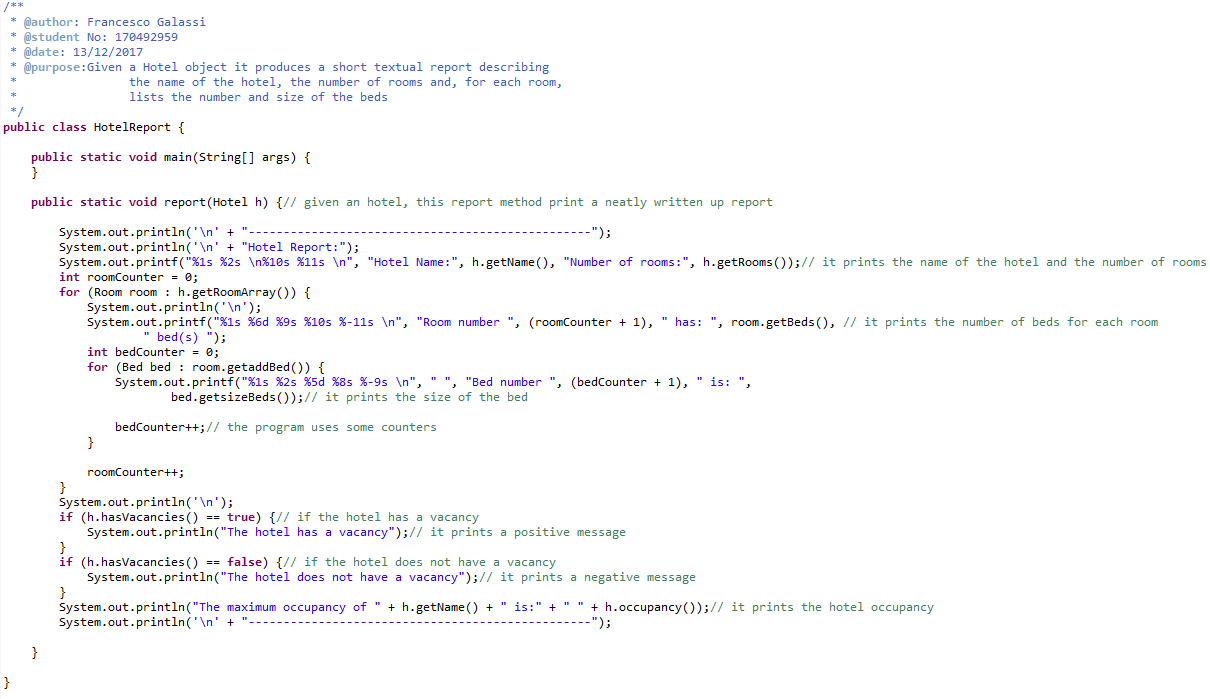 /**
 * @author: Francesco Galassi
 * @student No: 170492959
 * @date: 13/12/2017
 * @purpose:Given a Hotel object it produces a short textual report describing
 *               the name of the hotel, the number of rooms and, for each room,
 *               lists the number and size of the beds
 */
public class HotelReport {
    public static void main(String[] args) {
    }
    public static void report(Hotel h) {// given an hotel, this report method print a neatly written up report
        System.out.println('\n' + "-------------------------------------------------");
        System.out.println('\n' + "Hotel Report:");
        System.out.printf("%1s %2s \n%10s %11s \n", "Hotel Name:", h.getName(), "Number of rooms:", h.getRooms());// it prints the name of the hotel and the number of rooms
        int roomCounter = 0;
        for (Room room : h.getRoomArray()) {
            System.out.println('\n');
            System.out.printf("%1s %6d %9s %10s %-11s \n", "Room number ", (roomCounter + 1), " has: ", room.getBeds(), // it prints the number of beds for each room
                    " bed(s) ");
            int bedCounter = 0;
            for (Bed bed : room.getaddBed()) {
                System.out.printf("%1s %2s %5d %8s %-9s \n", " ", "Bed number ", (bedCounter + 1), " is: ",
                        bed.getsizeBeds());// it prints the size of the bed
                bedCounter++;// the program uses some counters
            }
            roomCounter++;
        }
        System.out.println('\n');
        if (h.hasVacancies() == true) {// if the hotel has a vacancy
            System.out.println("The hotel has a vacancy");// it prints a positive message
        }
        if (h.hasVacancies() == false) {// if the hotel does not have a vacancy
            System.out.println("The hotel does not have a vacancy");// it prints a negative message
        }
        System.out.println("The maximum occupancy of " + h.getName() + " is:" + " " + h.occupancy());// it prints the hotel occupancy
        System.out.println('\n' + "-------------------------------------------------");
    }
}